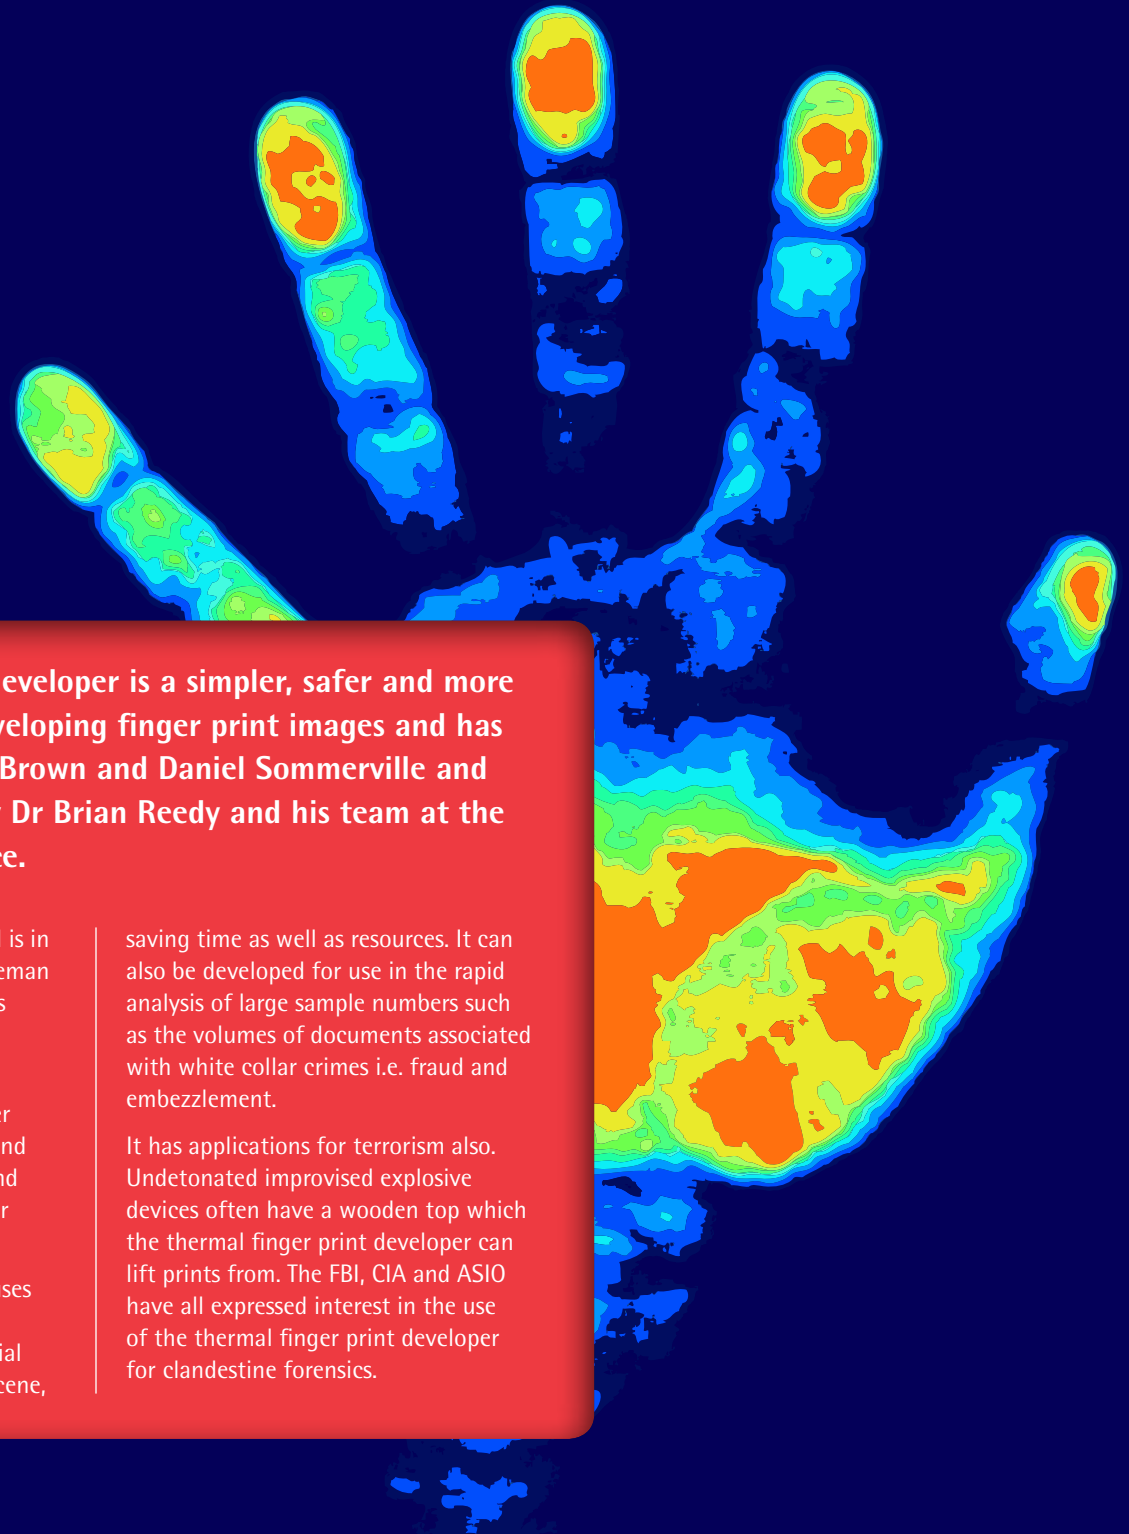 eveloper is a simpler, safer and more
veloping finger print images and has
Brown and Daniel Sommerville and
Dr Brian Reedy and his team at the
ce.
is in
eman
s
er
nd
nd
r
ses
ial
cene,
saving time as well as resources. It can
also be developed for use in the rapid
analysis of large sample numbers such
as the volumes of documents associated
with white collar crimes i.e. fraud and
embezzlement.
It has applications for terrorism also.
Undetonated improvised explosive
devices often have a wooden top which
the thermal finger print developer can
lift prints from. The FBI, CIA and ASIO
have all expressed interest in the use
of the thermal finger print developer
for clandestine forensics.